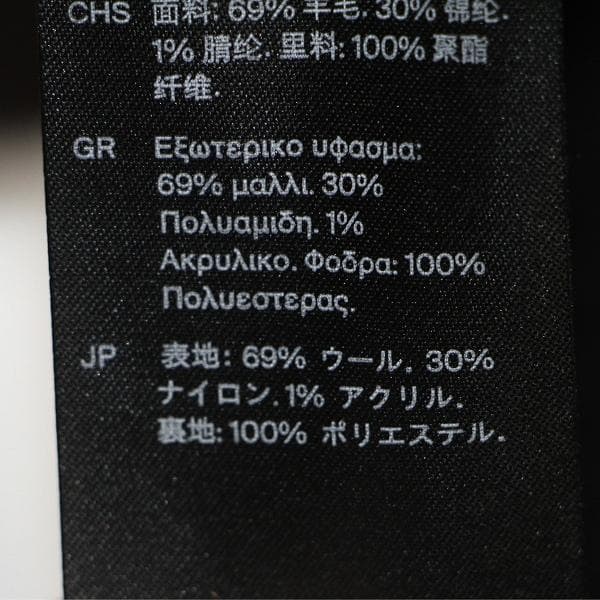 CHS 面料: 69% 羊毛. 30% 锦纶.
1% 腈纶. 里料: 100% 聚酯
纤维.
GR Εξωτερικο υφασμα:
69% μαλλι. 30%
Πολυαμιδη. 1%
Ακρυλικο. Φοδρα: 100%
Πολυεστερας.
JP 表地: 69% ウール. 30%
ナイロン. 1% アクリル.
裏地: 100% ポリエステル.